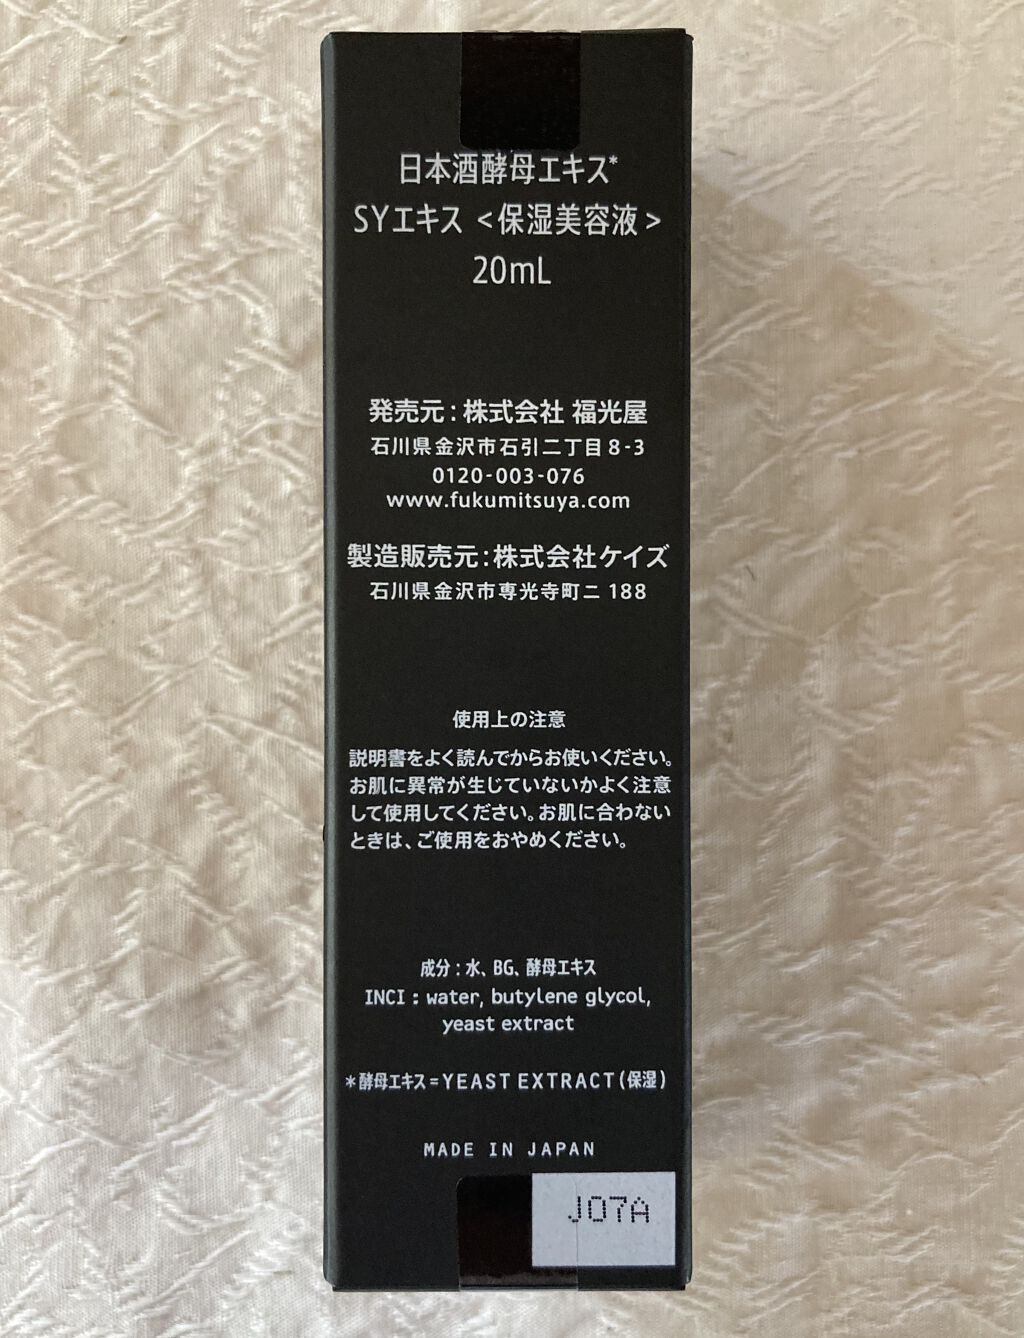 日本酒酵母エキス*
SYエキス <保湿美容液>
20mL
発売元:株式会社 福光屋
石川県金沢市石引二丁目8-3
0120-003-076
www.fukumitsuya.com
製造販売元:株式会社ケイズ
石川県金沢市専光寺町ニ188
使用上の注意
説明書をよく読んでからお使いください。
お肌に異常が生じていないかよく注意
して使用してください。お肌に合わない
ときは、ご使用をおやめください。
成分:水、BG、酵母エキス
INCI : water, butylene glycol,
yeast extract
*酵母エキス=YEAST EXTRACT(保湿)
MADE IN JAPAN
J07A